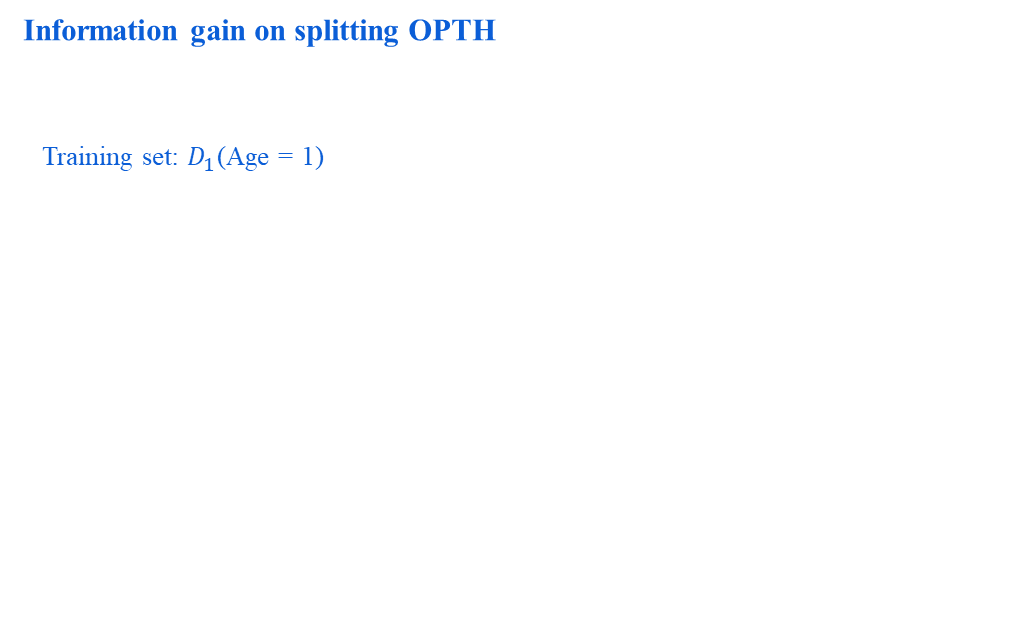 Information gain on splitting OPTH
Training set: D₁(Age = 1)